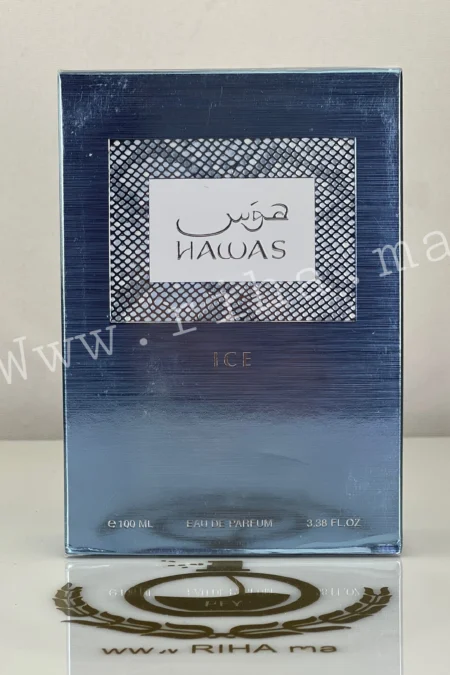 هوس
HAWAS
www.riha.ma
ICE
e 100 ML EAU DE PARFUM 3.38 FL.OZ
www RIHA ma